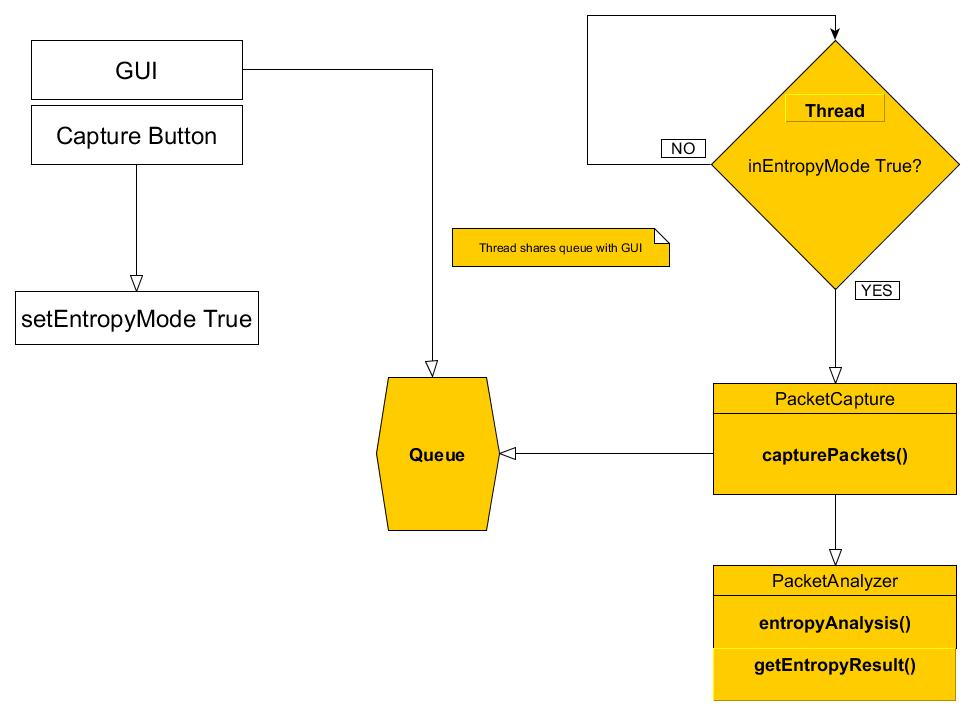 GUI
Capture Button
setEntropyMode True
Thread
inEntropyMode True?
NO
YES
Thread shares queue with GUI
Queue
PacketCapture
capturePackets()
PacketAnalyzer
entropyAnalysis()
getEntropyResult()